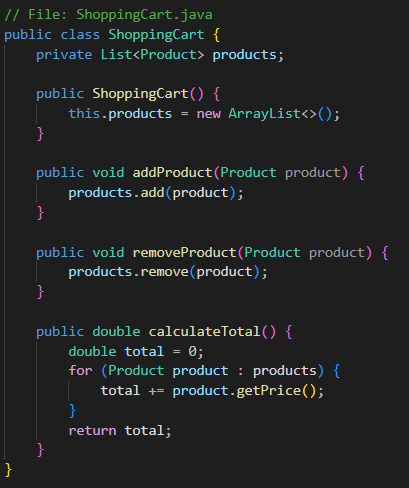 // File: ShoppingCart.java
public class ShoppingCart {
    private List<Product> products;

    public ShoppingCart() {
        this.products = new ArrayList<>();
    }

    public void addProduct(Product product) {
        products.add(product);
    }

    public void removeProduct(Product product) {
        products.remove(product);
    }

    public double calculateTotal() {
        double total = 0;
        for (Product product : products) {
            total += product.getPrice();
        }
        return total;
    }
}